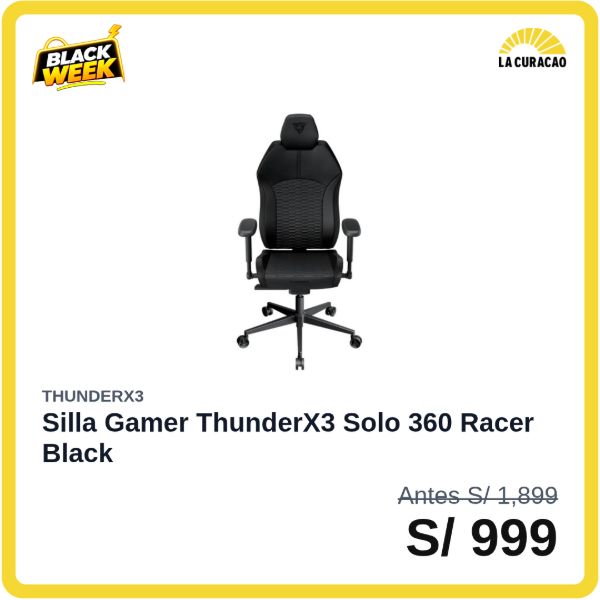 BLACK
WEEK
LA CURACAO
THUNDERX3
Silla Gamer ThunderX3 Solo 360 Racer
Black
Antes S/ 1,899
S/ 999